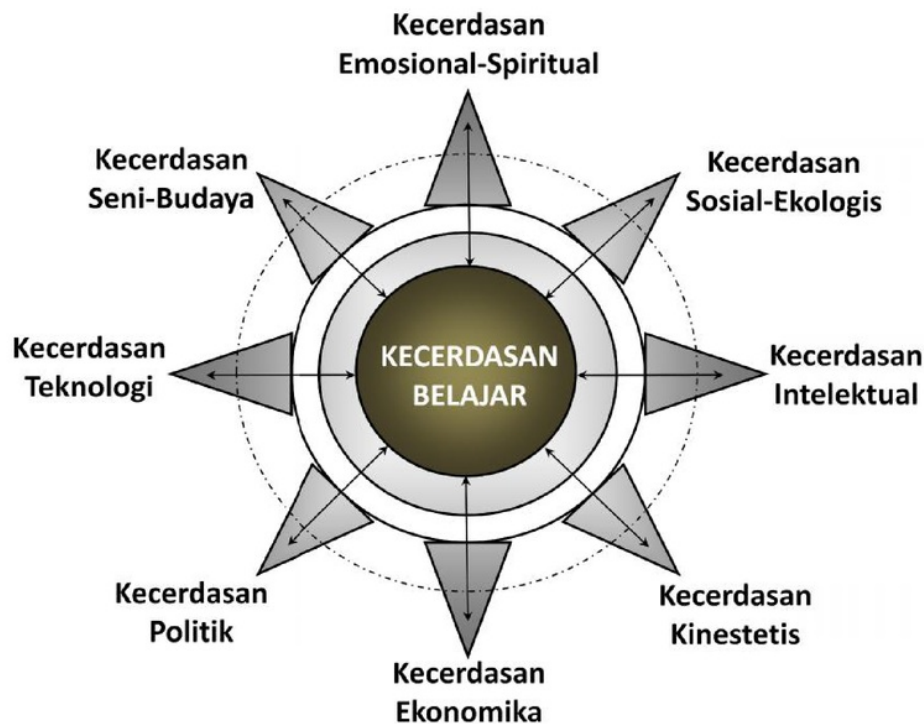 Kecerdasan
Emosional-Spiritual
Kecerdasan
Seni-Budaya
Kecerdasan
Sosial-Ekologis
Kecerdasan
Teknologi
KECERDASAN
BELAJAR
Kecerdasan
Intelektual
Kecerdasan
Politik
Kecerdasan
Kinestetis
Kecerdasan
Ekonomika